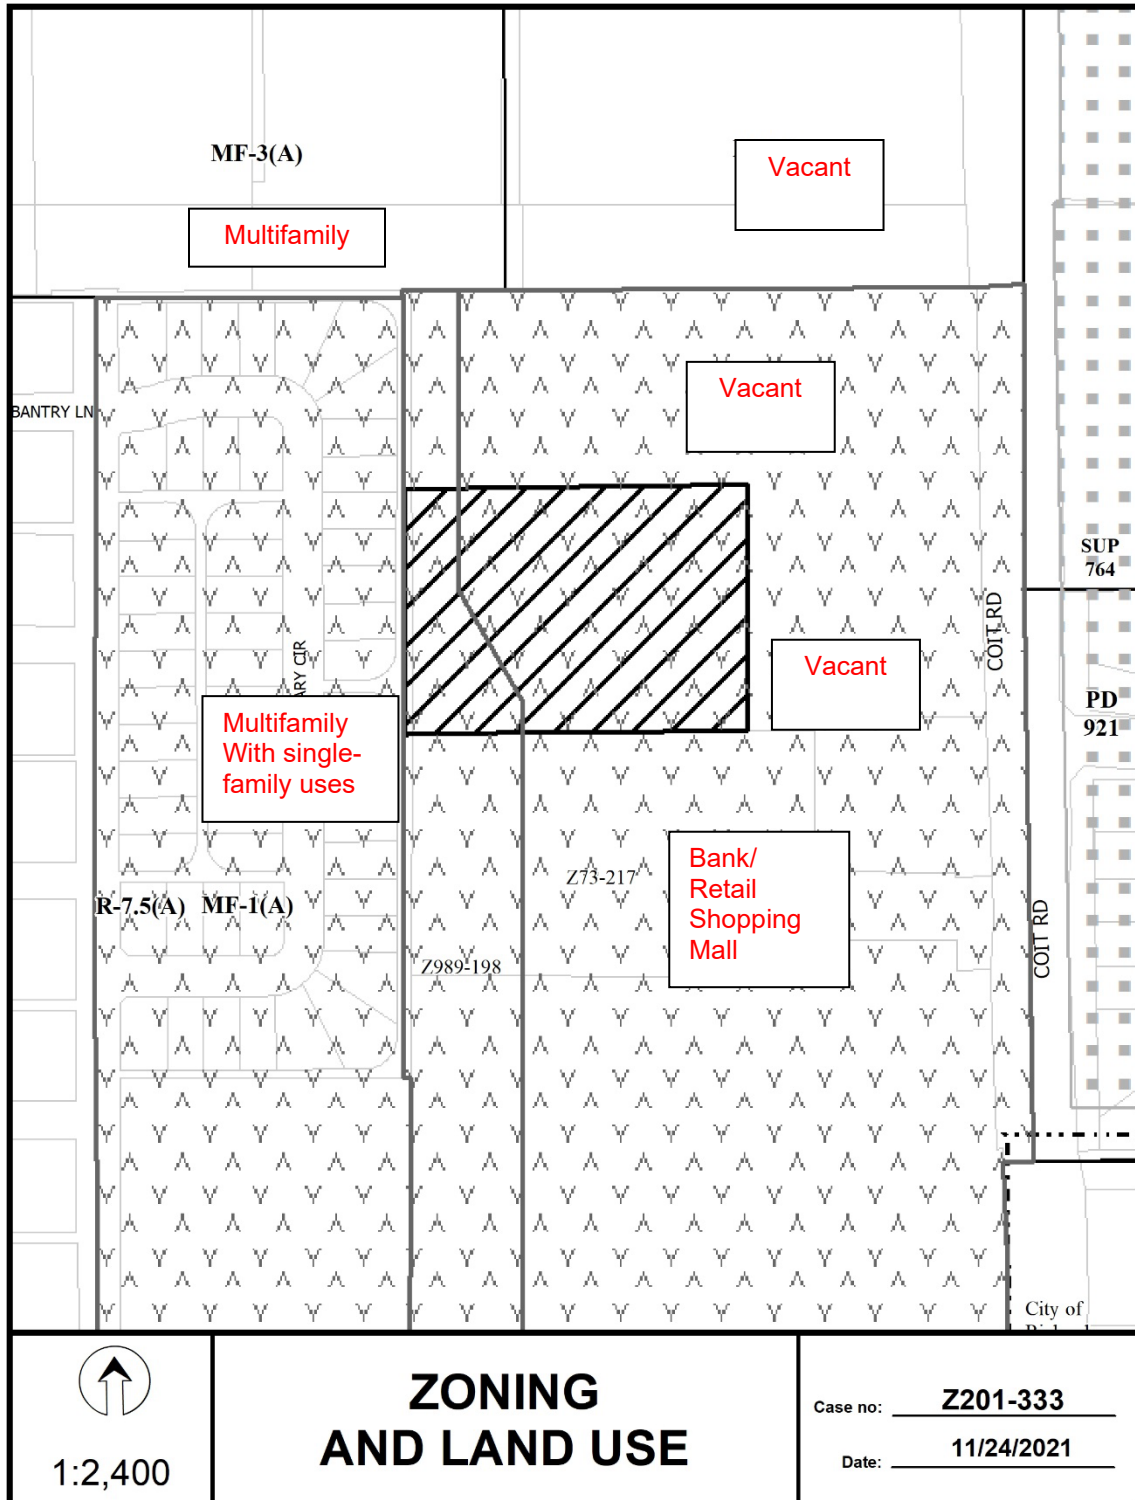 MF-3(A)
Vacant
Multifamily
Vacant
BANTRY LN
SUP
764
COIT RD
ARY CIR
Vacant
PD
921
Multifamily
With single-
family uses
Bank/
Retail
Shopping
Mall
Z73-217
R-7.5(A)
MF-1(A)
COIT RD
Z989-198
City of
ZONING
AND LAND USE
1:2,400
Case no: Z201-333
Date: 11/24/2021